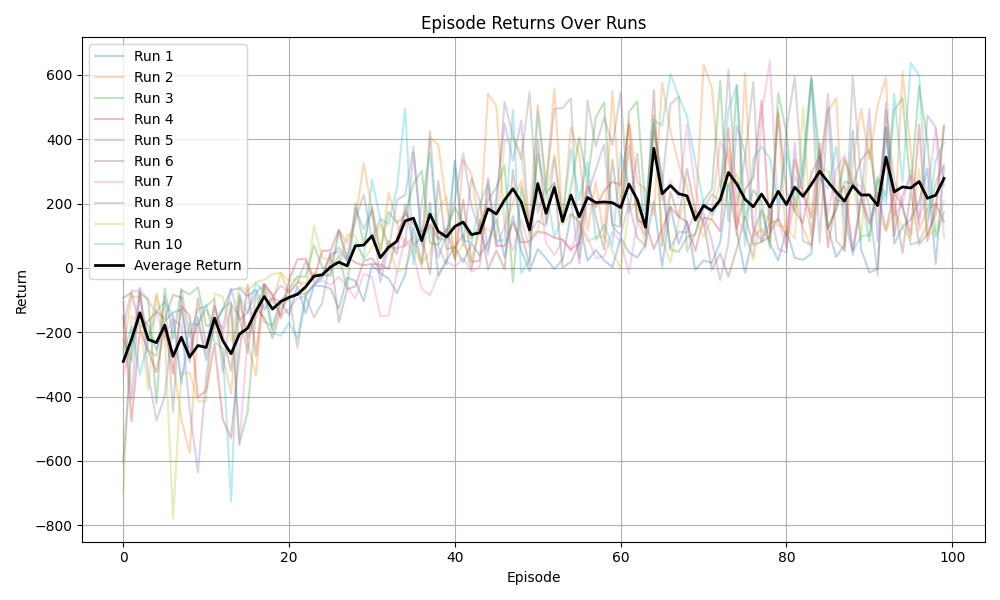 Episode Returns Over Runs
Run 1
Run 2
Run 3
Run 4
Run 5
Run 6
Run 7
Run 8
Run 9
Run 10
Average Return
Return
600
400
200
0
−200
−400
−600
−800
0
20
40
60
80
100
Episode